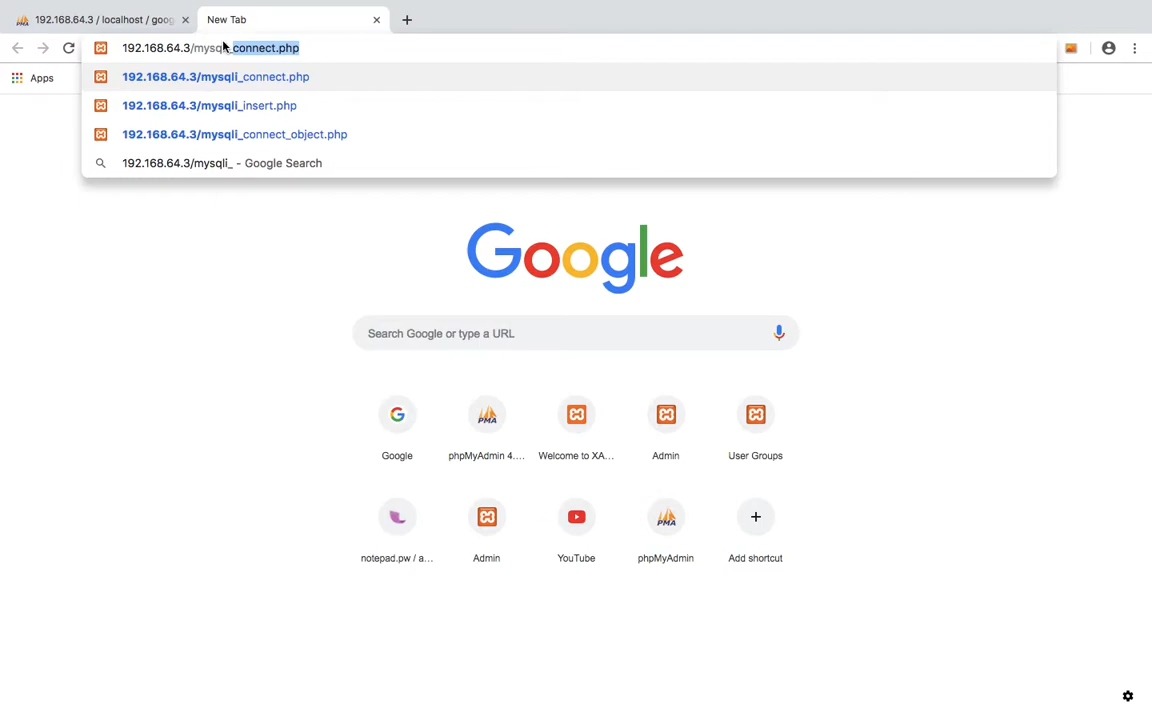 192.168.64.3 / localhost / goog
New Tab
192.168.64.3/mysqli_connect.php
Apps
192.168.64.3/mysqli_connect.php
192.168.64.3/mysqli_insert.php
192.168.64.3/mysqli_connect_object.php
192.168.64.3/mysqli_ - Google Search
Google
Search Google or type a URL
Google
phpMyAdmin 4....
Welcome to XA...
Admin
User Groups
notepad.pw / a...
Admin
YouTube
phpMyAdmin
Add shortcut